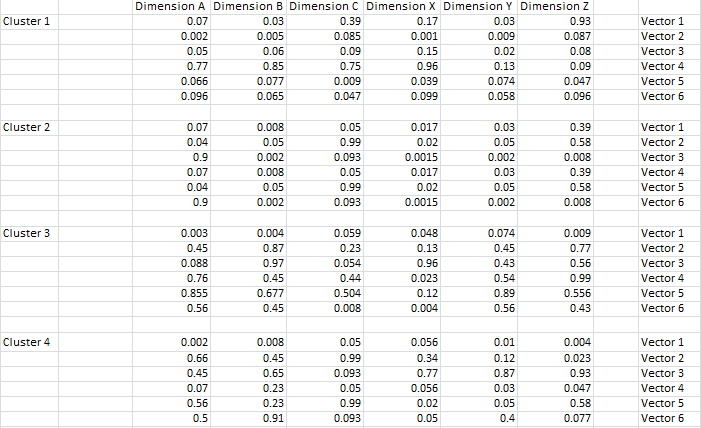 Dimension A Dimension B Dimension C Dimension X Dimension Y Dimension Z
Cluster 1 0.07 0.03 0.39 0.17 0.03 0.93 Vector 1
0.002 0.005 0.085 0.001 0.009 0.087 Vector 2
0.05 0.06 0.09 0.15 0.02 0.08 Vector 3
0.77 0.85 0.75 0.96 0.13 0.09 Vector 4
0.066 0.077 0.009 0.039 0.074 0.047 Vector 5
0.096 0.065 0.047 0.099 0.058 0.096 Vector 6
Cluster 2 0.07 0.008 0.05 0.017 0.03 0.39 Vector 1
0.04 0.05 0.99 0.02 0.05 0.58 Vector 2
0.9 0.002 0.093 0.0015 0.002 0.008 Vector 3
0.07 0.008 0.05 0.017 0.03 0.39 Vector 4
0.04 0.05 0.99 0.02 0.05 0.58 Vector 5
0.9 0.002 0.093 0.0015 0.002 0.008 Vector 6
Cluster 3 0.003 0.004 0.059 0.048 0.074 0.009 Vector 1
0.45 0.87 0.23 0.13 0.45 0.77 Vector 2
0.088 0.97 0.054 0.96 0.43 0.56 Vector 3
0.76 0.45 0.44 0.023 0.54 0.99 Vector 4
0.855 0.677 0.504 0.12 0.89 0.556 Vector 5
0.56 0.45 0.008 0.004 0.56 0.43 Vector 6
Cluster 4 0.002 0.008 0.05 0.056 0.01 0.004 Vector 1
0.66 0.45 0.99 0.34 0.12 0.023 Vector 2
0.45 0.65 0.093 0.77 0.87 0.93 Vector 3
0.07 0.23 0.05 0.056 0.03 0.047 Vector 4
0.56 0.23 0.99 0.02 0.05 0.58 Vector 5
0.5 0.91 0.093 0.05 0.4 0.077 Vector 6